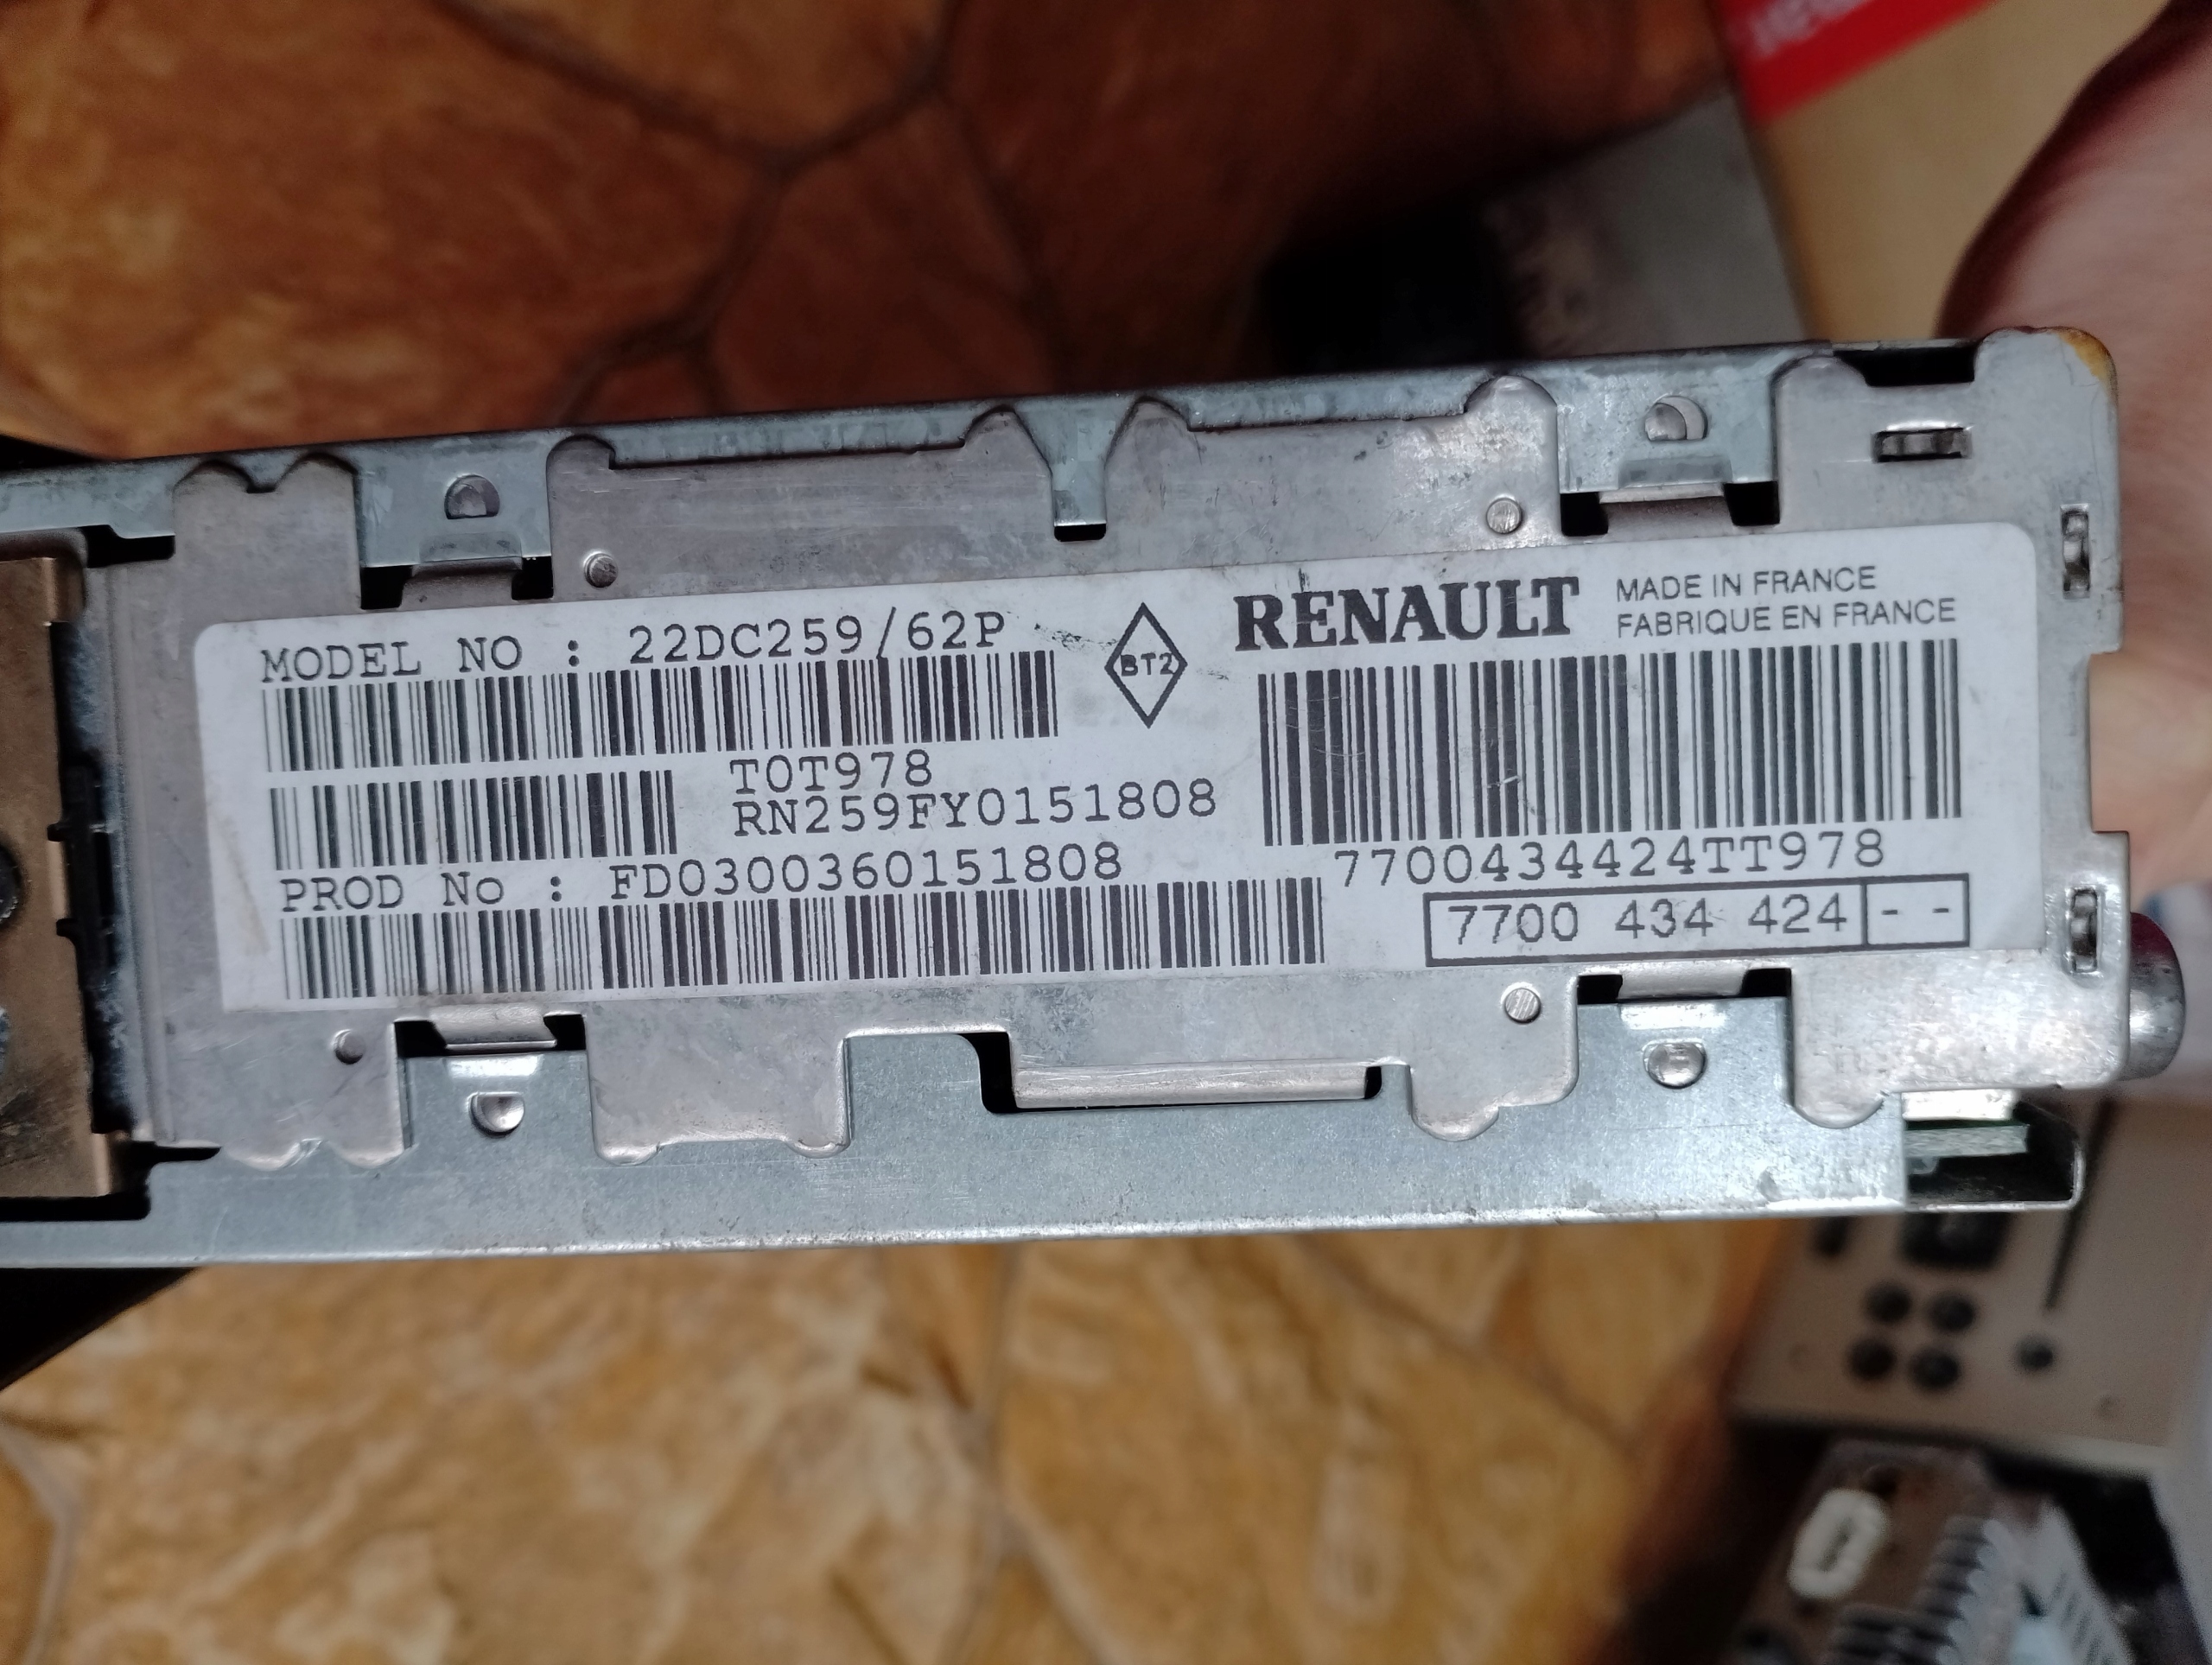 MODEL NO : 22DC259/62P
BT2
RENAULT
MADE IN FRANCE
FABRIQUE EN FRANCE
TOT978
RN259FY0151808
PROD No : FD0300360151808
7700434424TT978
7700 434 424 - -